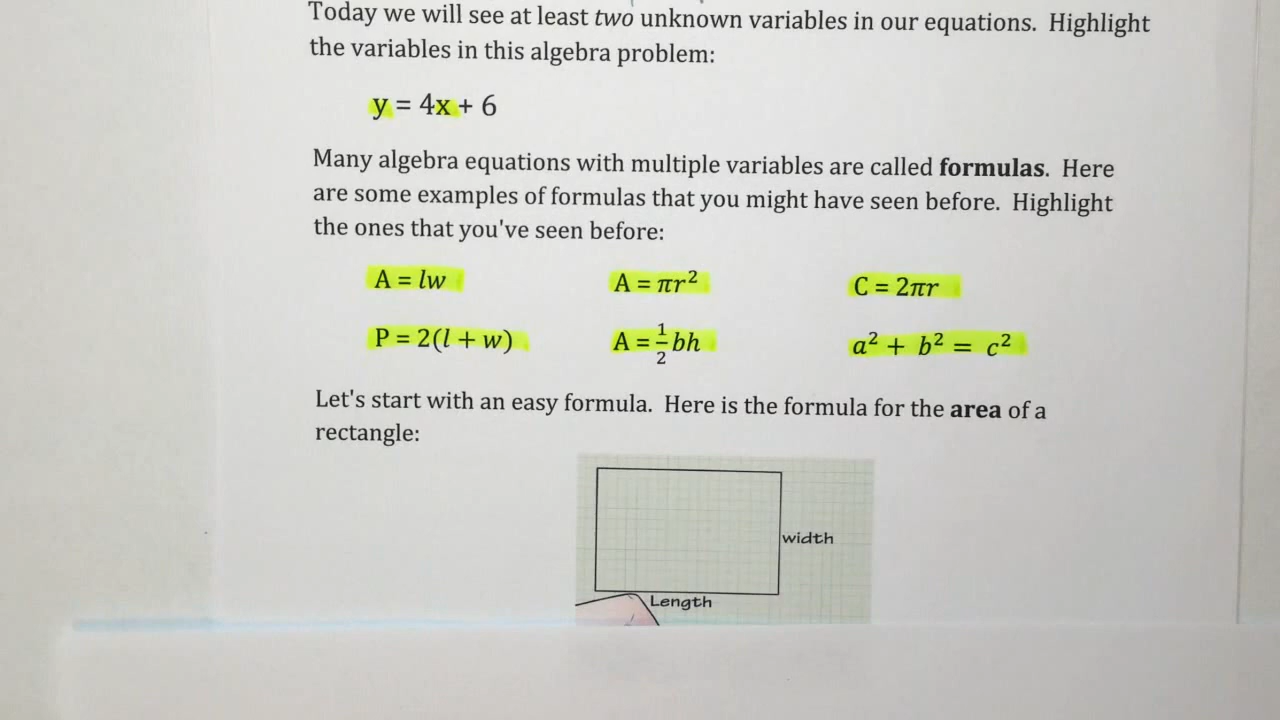 Today we will see at least two unknown variables in our equations.  Highlight
the variables in this algebra problem:
y = 4x + 6
Many algebra equations with multiple variables are called formulas.  Here
are some examples of formulas that you might have seen before.  Highlight
the ones that you've seen before:
A = lw    A = πr²    C = 2πr
P = 2(l + w)    A = ½bh    a² + b² = c²
Let's start with an easy formula.  Here is the formula for the area of a
rectangle:
width
Length